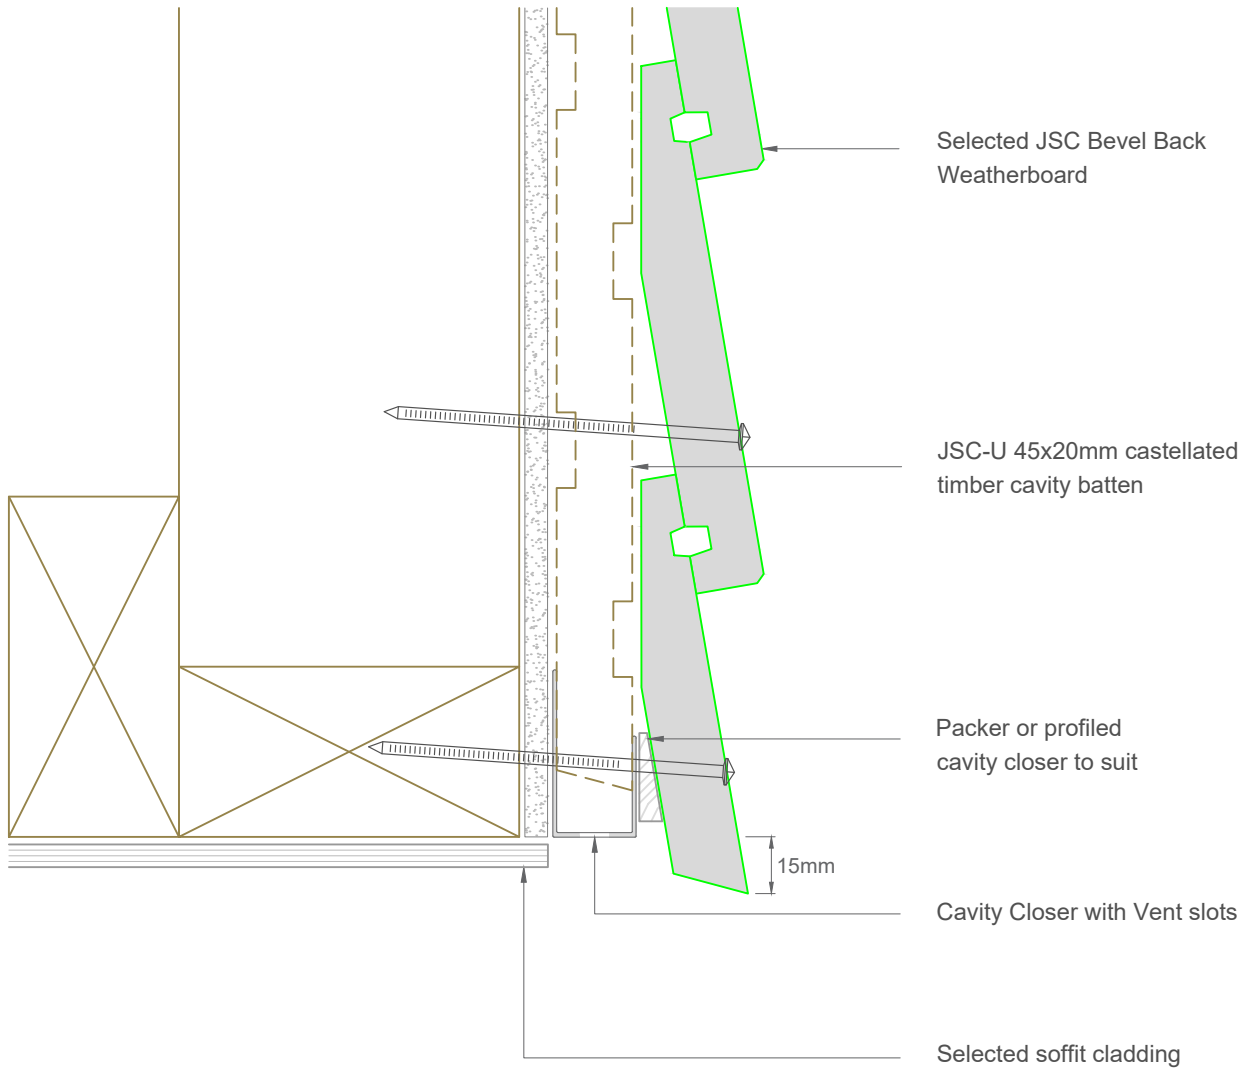 Selected JSC Bevel Back
Weatherboard
JSC-U 45x20mm castellated
timber cavity batten
Packer or profiled
cavity closer to suit
15mm
Cavity Closer with Vent slots
Selected soffit cladding